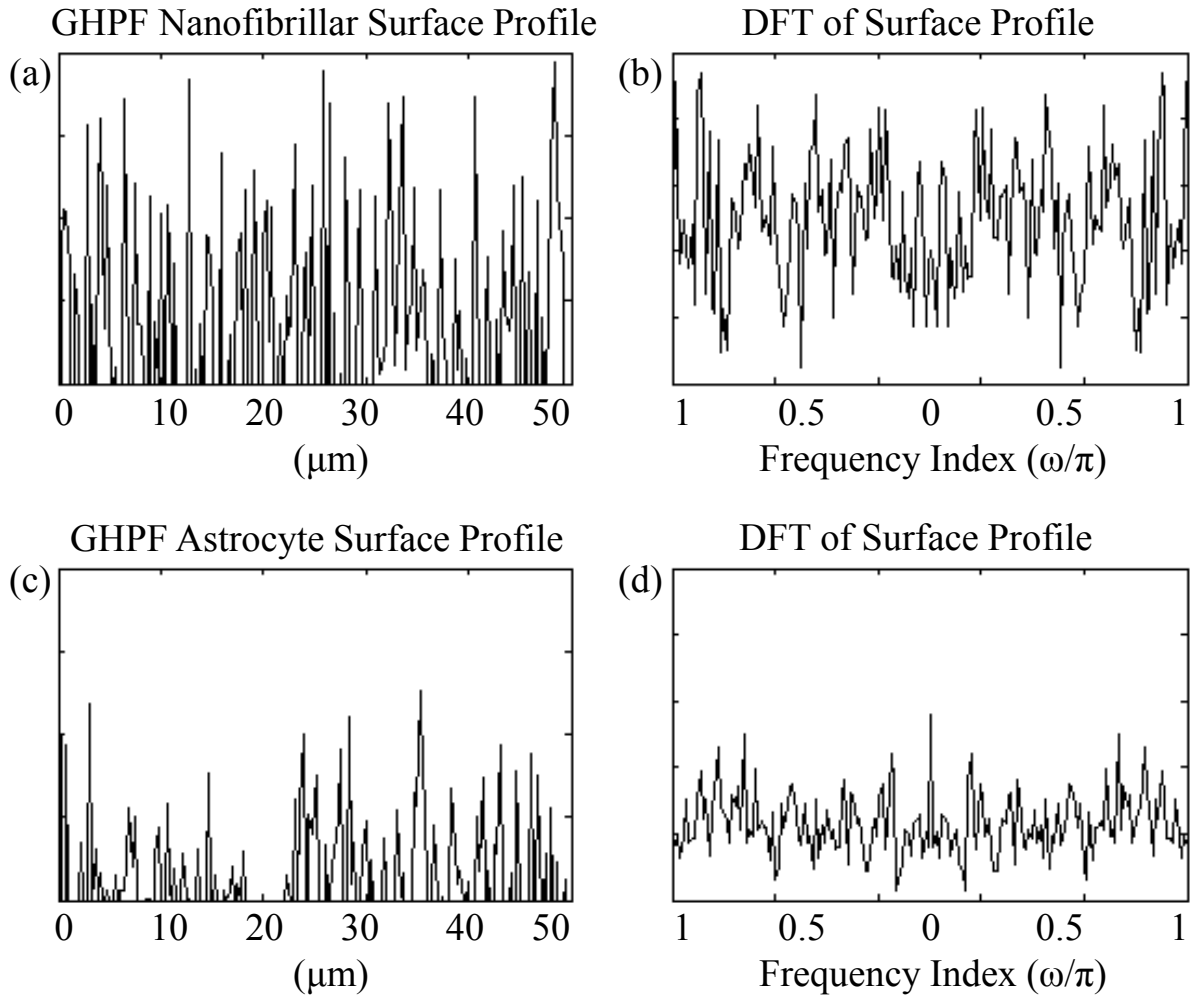 GHPF Nanofibrillar Surface Profile
DFT of Surface Profile
(a)
(b)
0 10 20 30 40 50
1 0.5 0 0.5 1
(μm)
Frequency Index (ω/π)
GHPF Astrocyte Surface Profile
DFT of Surface Profile
(c)
(d)
0 10 20 30 40 50
1 0.5 0 0.5 1
(μm)
Frequency Index (ω/π)